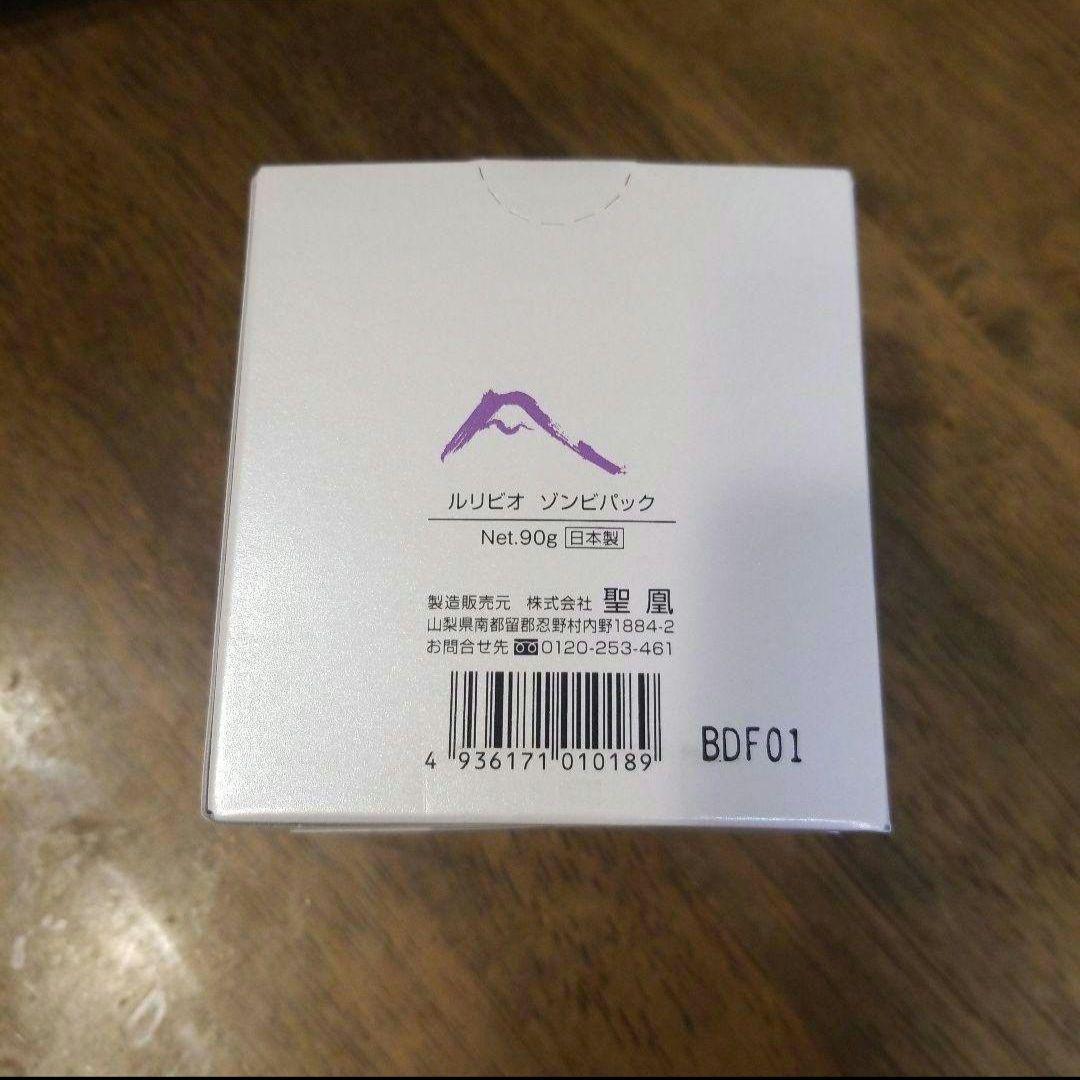 ルリビオ ゾンビパック
Net.90g 日本製
製造販売元 株式会社 聖凰
山梨県南都留郡忍野村内野1884-2
お問合せ先 0120-253-461
4 936171 010189
BDF01